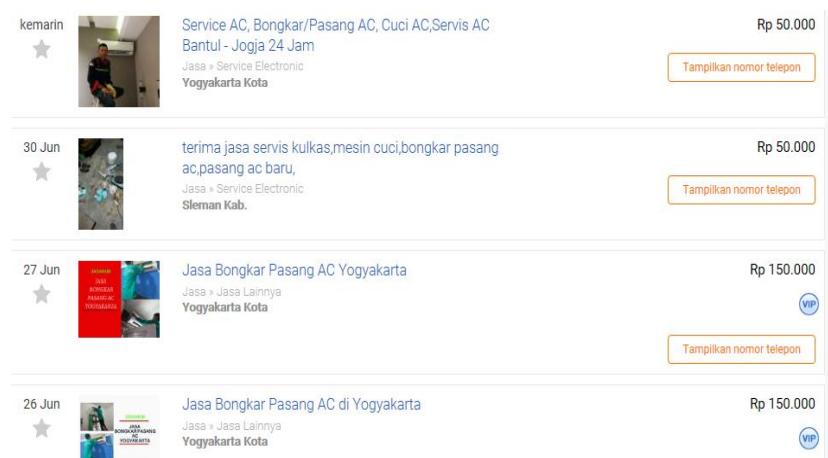 kemarin
Service AC, Bongkar/Pasang AC, Cuci AC,Servis AC
Bantul - Jogja 24 Jam
Jasa » Service Electronic
Yogyakarta Kota
Rp 50.000
Tampilkan nomor telepon
30 Jun
terima jasa servis kulkas,mesin cuci,bongkar pasang
ac,pasang ac baru,
Jasa » Service Electronic
Sleman Kab.
Rp 50.000
Tampilkan nomor telepon
27 Jun
JASA
BONGKAR
PASANG AC
YOGYAKARTA
Jasa Bongkar Pasang AC Yogyakarta
Jasa » Jasa Lainnya
Yogyakarta Kota
Rp 150.000
VIP
Tampilkan nomor telepon
26 Jun
JASA
BONGKAR PASANG
AC
YOGYAKARTA
Jasa Bongkar Pasang AC di Yogyakarta
Jasa » Jasa Lainnya
Yogyakarta Kota
Rp 150.000
VIP